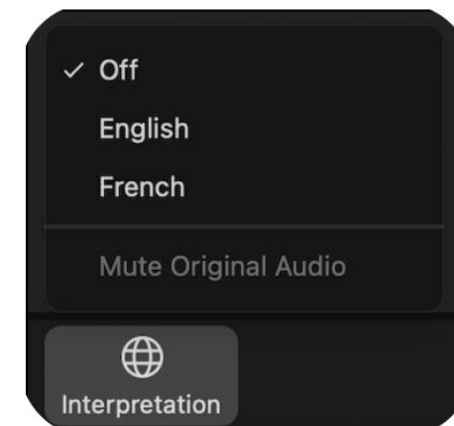 Off
English
French
Mute Original Audio
Interpretation